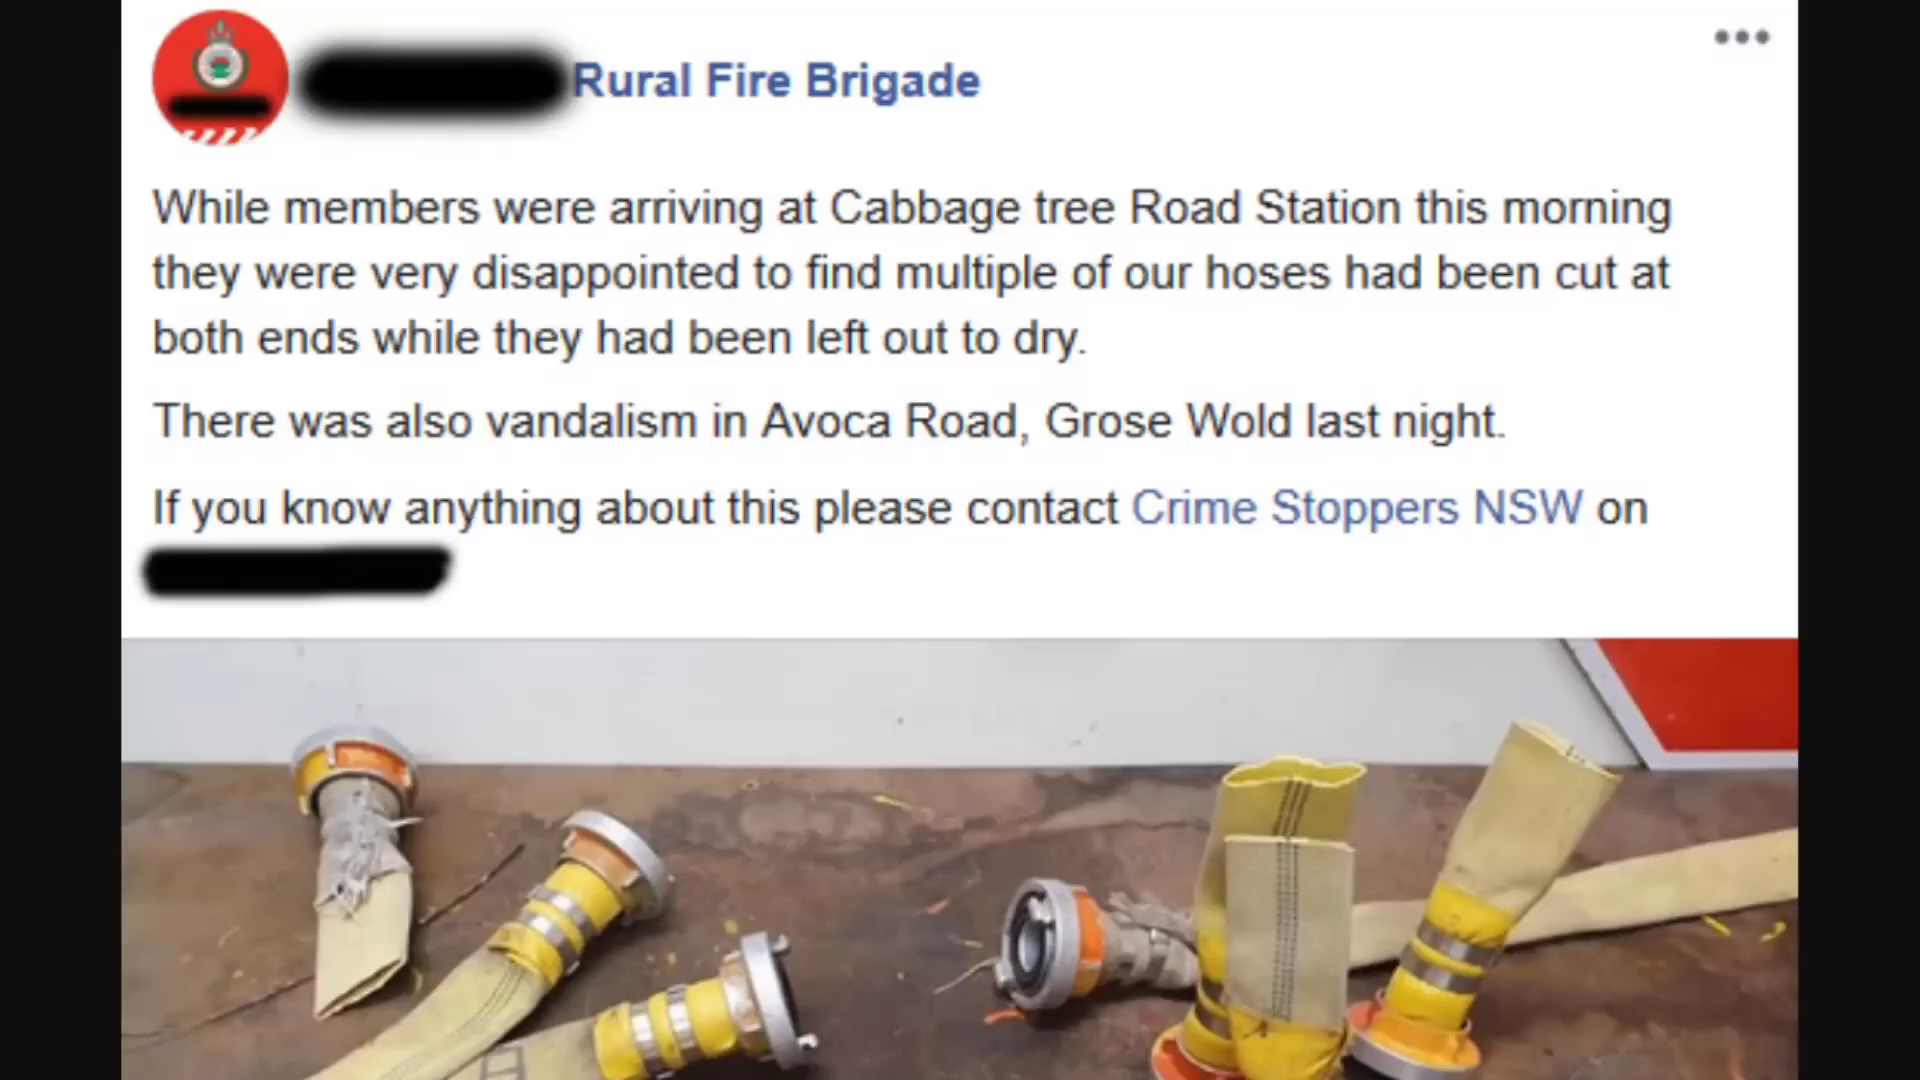 Rural Fire Brigade
While members were arriving at Cabbage tree Road Station this morning
they were very disappointed to find multiple of our hoses had been cut at
both ends while they had been left out to dry.
There was also vandalism in Avoca Road, Grose Wold last night.
If you know anything about this please contact Crime Stoppers NSW on